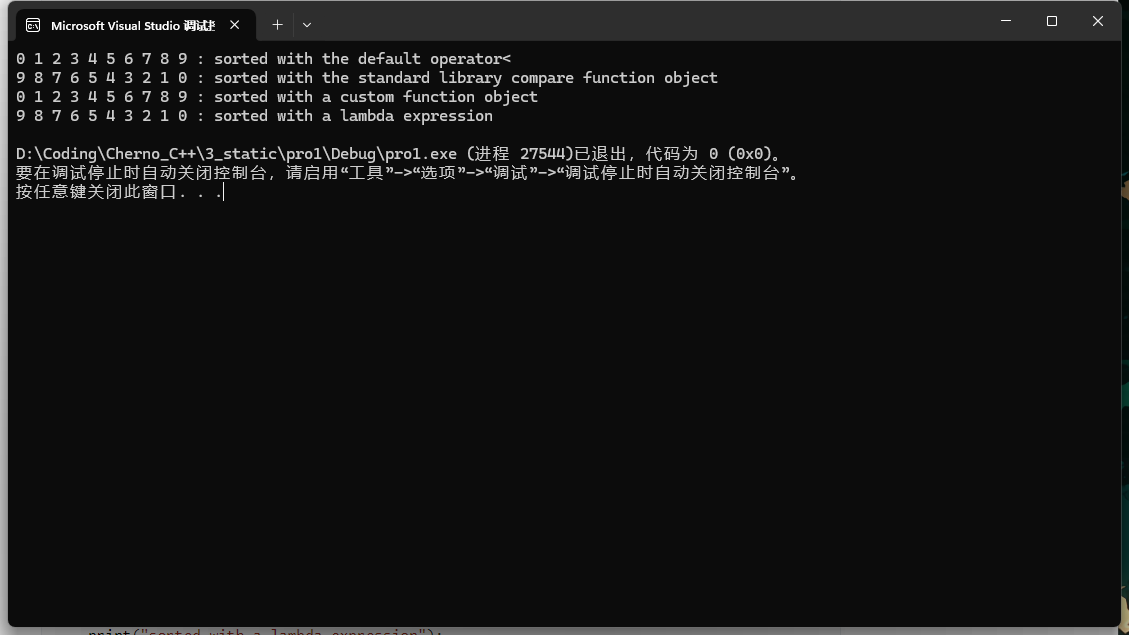 Microsoft Visual Studio 调试控
0 1 2 3 4 5 6 7 8 9 : sorted with the default operator<
9 8 7 6 5 4 3 2 1 0 : sorted with the standard library compare function object
0 1 2 3 4 5 6 7 8 9 : sorted with a custom function object
9 8 7 6 5 4 3 2 1 0 : sorted with a lambda expression
D:\Coding\Cherno_C++\3_static\pro1\Debug\pro1.exe (进程 27544)已退出，代码为 0 (0x0)。
要在调试停止时自动关闭控制台，请启用“工具”->“选项”->“调试”->“调试停止时自动关闭控制台”。
按任意键关闭此窗口. . .
print("sorted with a lambda expression");